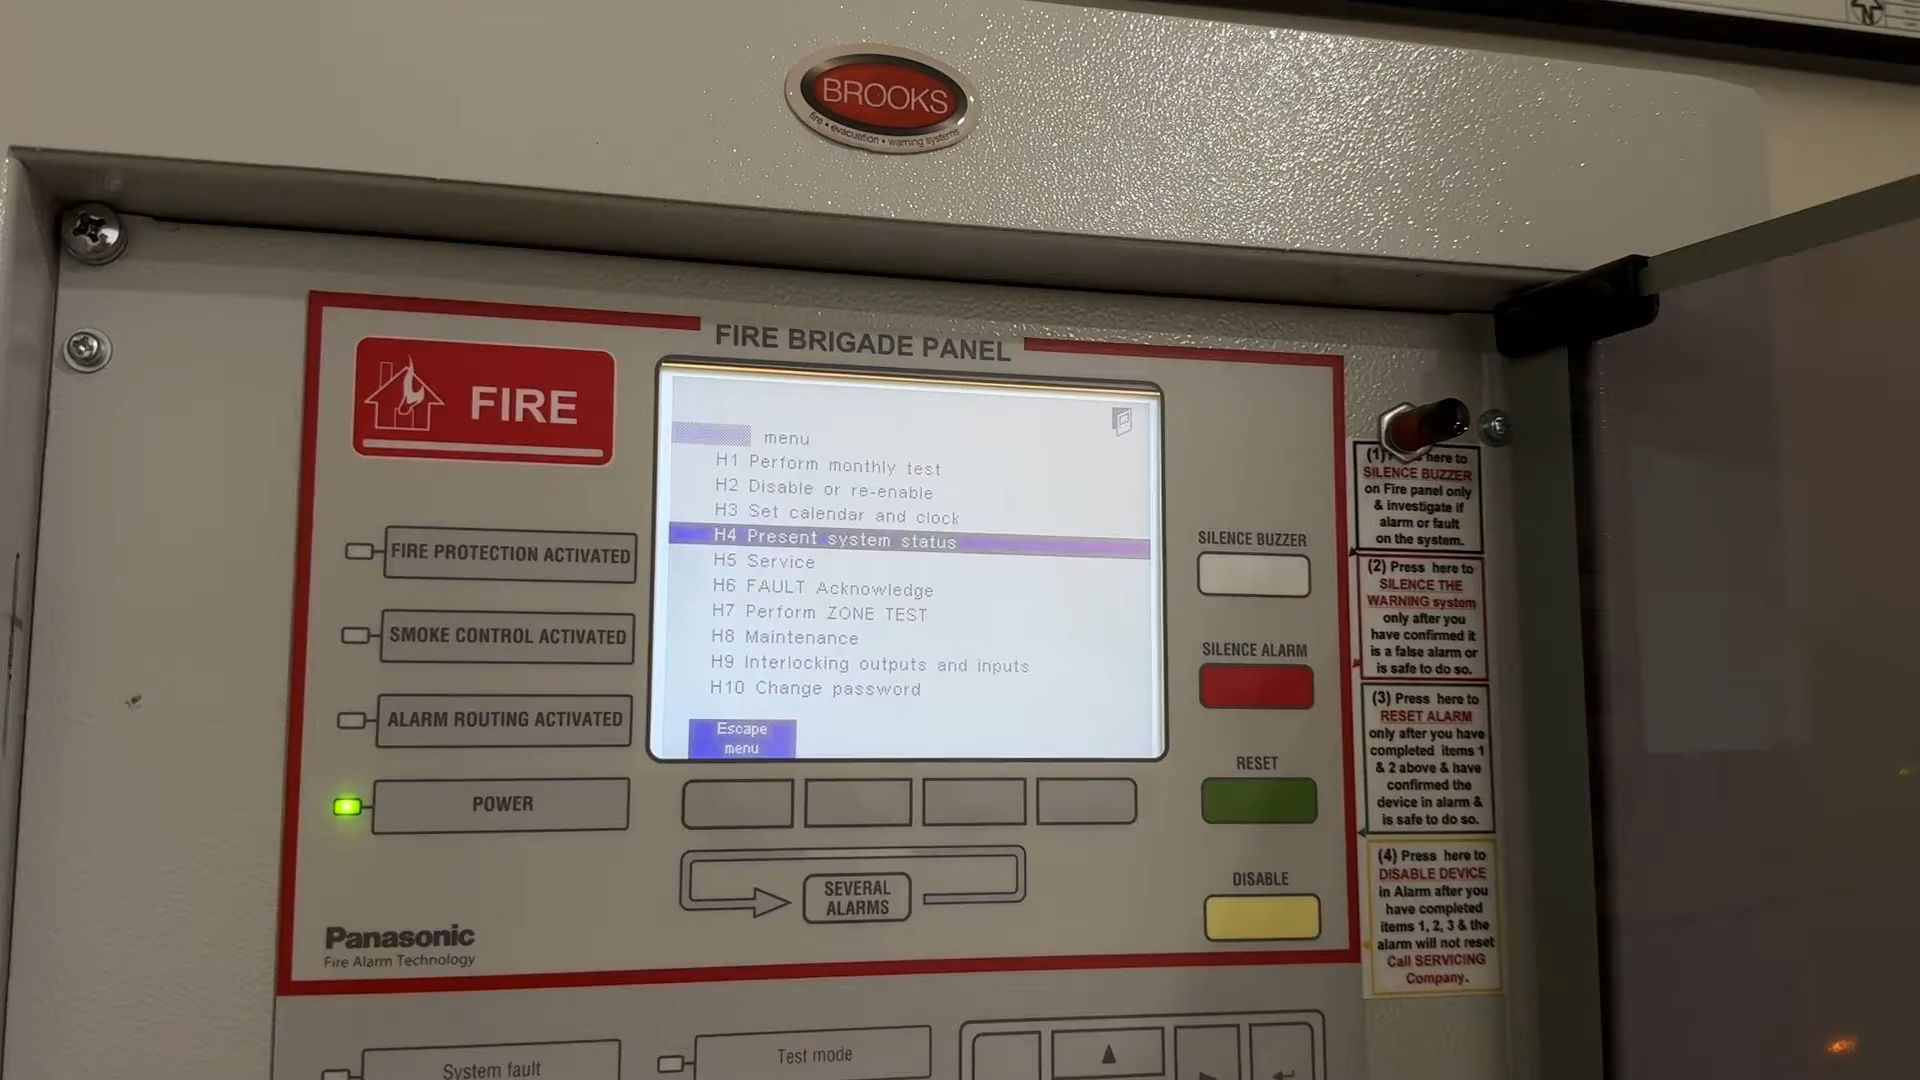 BROOKS
fire • evacuation • warning systems
FIRE BRIGADE PANEL
FIRE
menu
H1 Perform monthly test
H2 Disable or re-enable
H3 Set calendar and clock
H4 Present system status
H5 Service
H6 FAULT Acknowledge
H7 Perform ZONE TEST
H8 Maintenance
H9 Interlocking outputs and inputs
H10 Change password
Escape
menu
FIRE PROTECTION ACTIVATED
SMOKE CONTROL ACTIVATED
ALARM ROUTING ACTIVATED
POWER
SEVERAL
ALARMS
Panasonic
Fire Alarm Technology
SILENCE BUZZER
SILENCE ALARM
RESET
DISABLE
(1) here to
SILENCE BUZZER
on Fire panel only
& investigate if
alarm or fault
on the system.
(2) Press here to
SILENCE THE
WARNING system
only after you
have confirmed it
is a false alarm or
is safe to do so.
(3) Press here to
RESET ALARM
only after you have
completed items 1
& 2 above & have
confirmed the
device in alarm &
is safe to do so.
(4) Press here to
DISABLE DEVICE
in Alarm after you
have completed
items 1, 2, 3 & the
alarm will not reset
Call SERVICING
Company.
System fault
Test mode
N